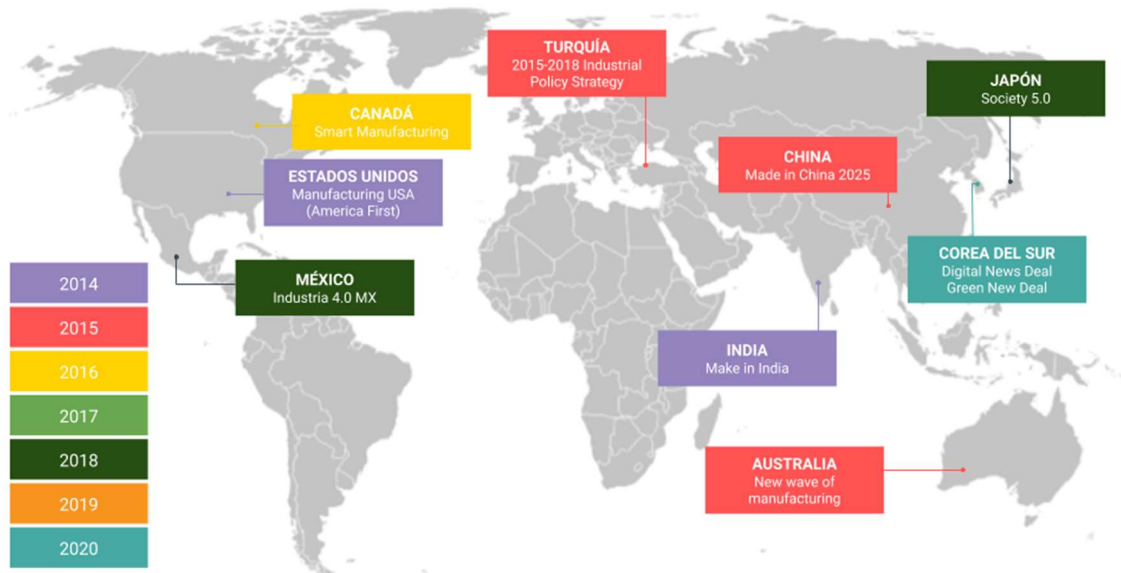 TURQUÍA
2015-2018 Industrial
Policy Strategy
JAPÓN
Society 5.0
CANADÁ
Smart Manufacturing
CHINA
Made in China 2025
ESTADOS UNIDOS
Manufacturing USA
(America First)
COREA DEL SUR
Digital News Deal
Green New Deal
MÉXICO
Industria 4.0 MX
INDIA
Make in India
AUSTRALIA
New wave of
manufacturing
2014
2015
2016
2017
2018
2019
2020